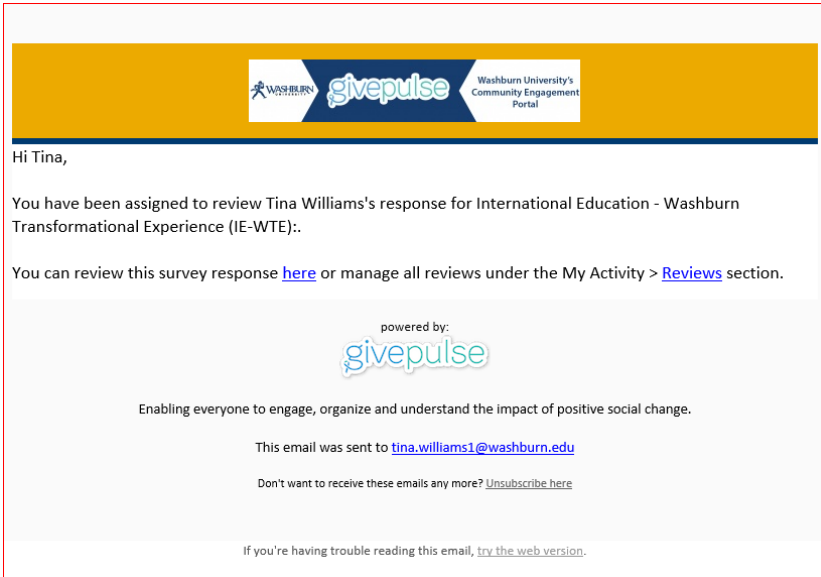 WASHBURN
UNIVERSITY
givepulse
Washburn University's
Community Engagement
Portal
Hi Tina,
You have been assigned to review Tina Williams's response for International Education - Washburn
Transformational Experience (IE-WTE):.
You can review this survey response here or manage all reviews under the My Activity > Reviews section.
powered by:
givepulse
Enabling everyone to engage, organize and understand the impact of positive social change.
This email was sent to tina.williams1@washburn.edu
Don't want to receive these emails any more? Unsubscribe here
If you're having trouble reading this email, try the web version.